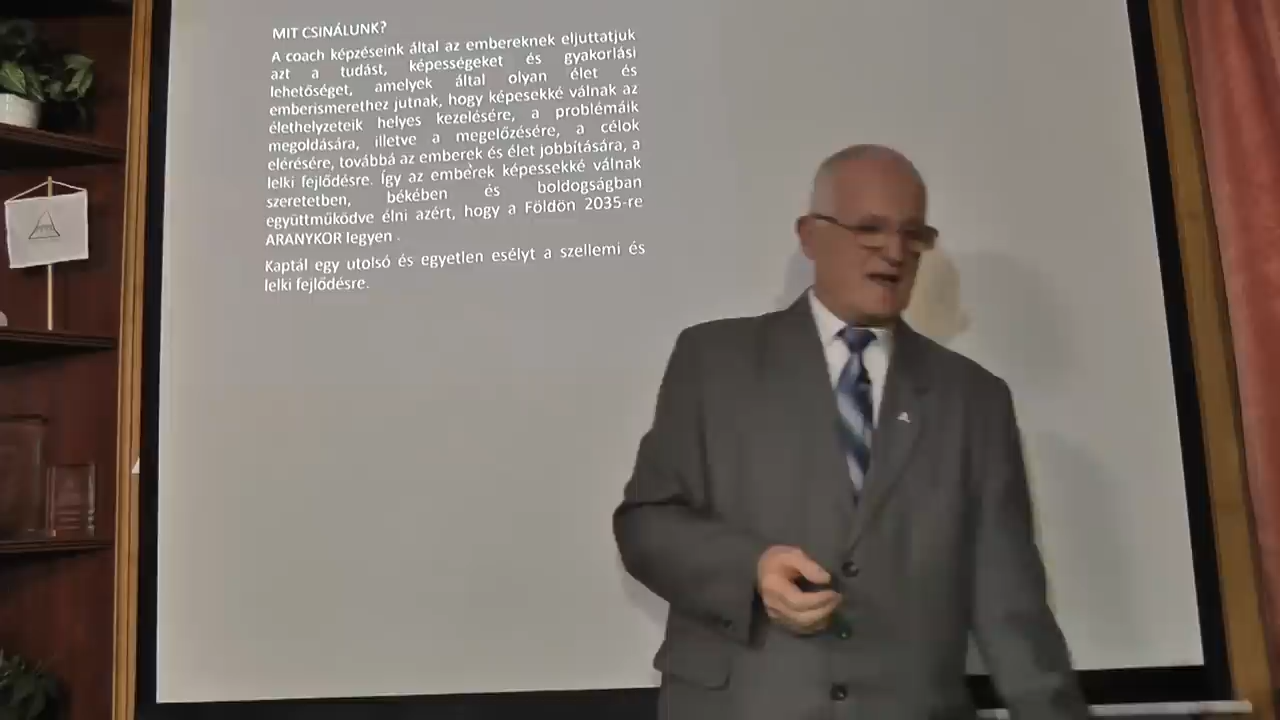 MIT CSINÁLUNK?
A coach képzéseink által az embereknek eljuttatjuk
azt a tudást, képességeket és gyakorlási
lehetőséget, amelyek által olyan élet és
emberismerethez jutnak, hogy képesekké válnak az
élethelyzeteik helyes kezelésére, a problémáik
megoldására, illetve a megelőzésére, a célok
elérésére, továbbá az emberek és élet jobbítására, a
lelki fejlődésre. Így az emberek képessekké válnak
szeretetben, békében és boldogságban
együttműködve élni azért, hogy a Földön 2035-re
ARANYKOR legyen .
Kaptál egy utolsó és egyetlen esélyt a szellemi és
lelki fejlődésre.